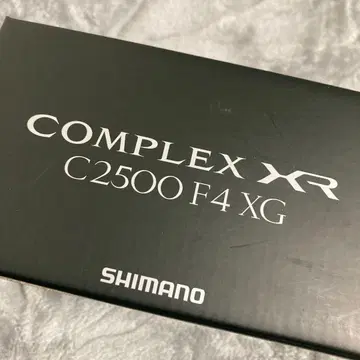 COMPLEX XR
C2500 F4 XG
SHIMANO